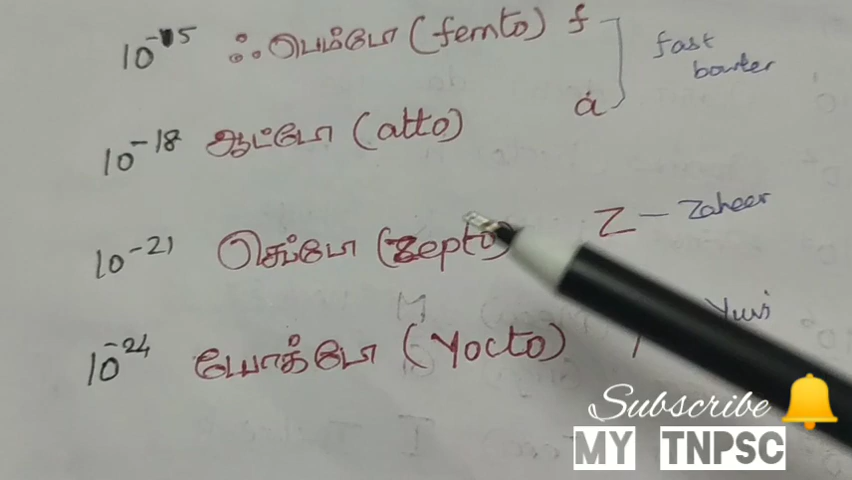 10⁻¹⁵ ஃபெம்டோ (femto) f fast
bowler
10⁻¹⁸ ஆட்டோ (atto) a
10⁻²¹ செப்டோ (zepto) Z - Zaheer
10⁻²⁴ யோக்டோ (Yocto) Yuvi
Subscribe
MY TNPSC